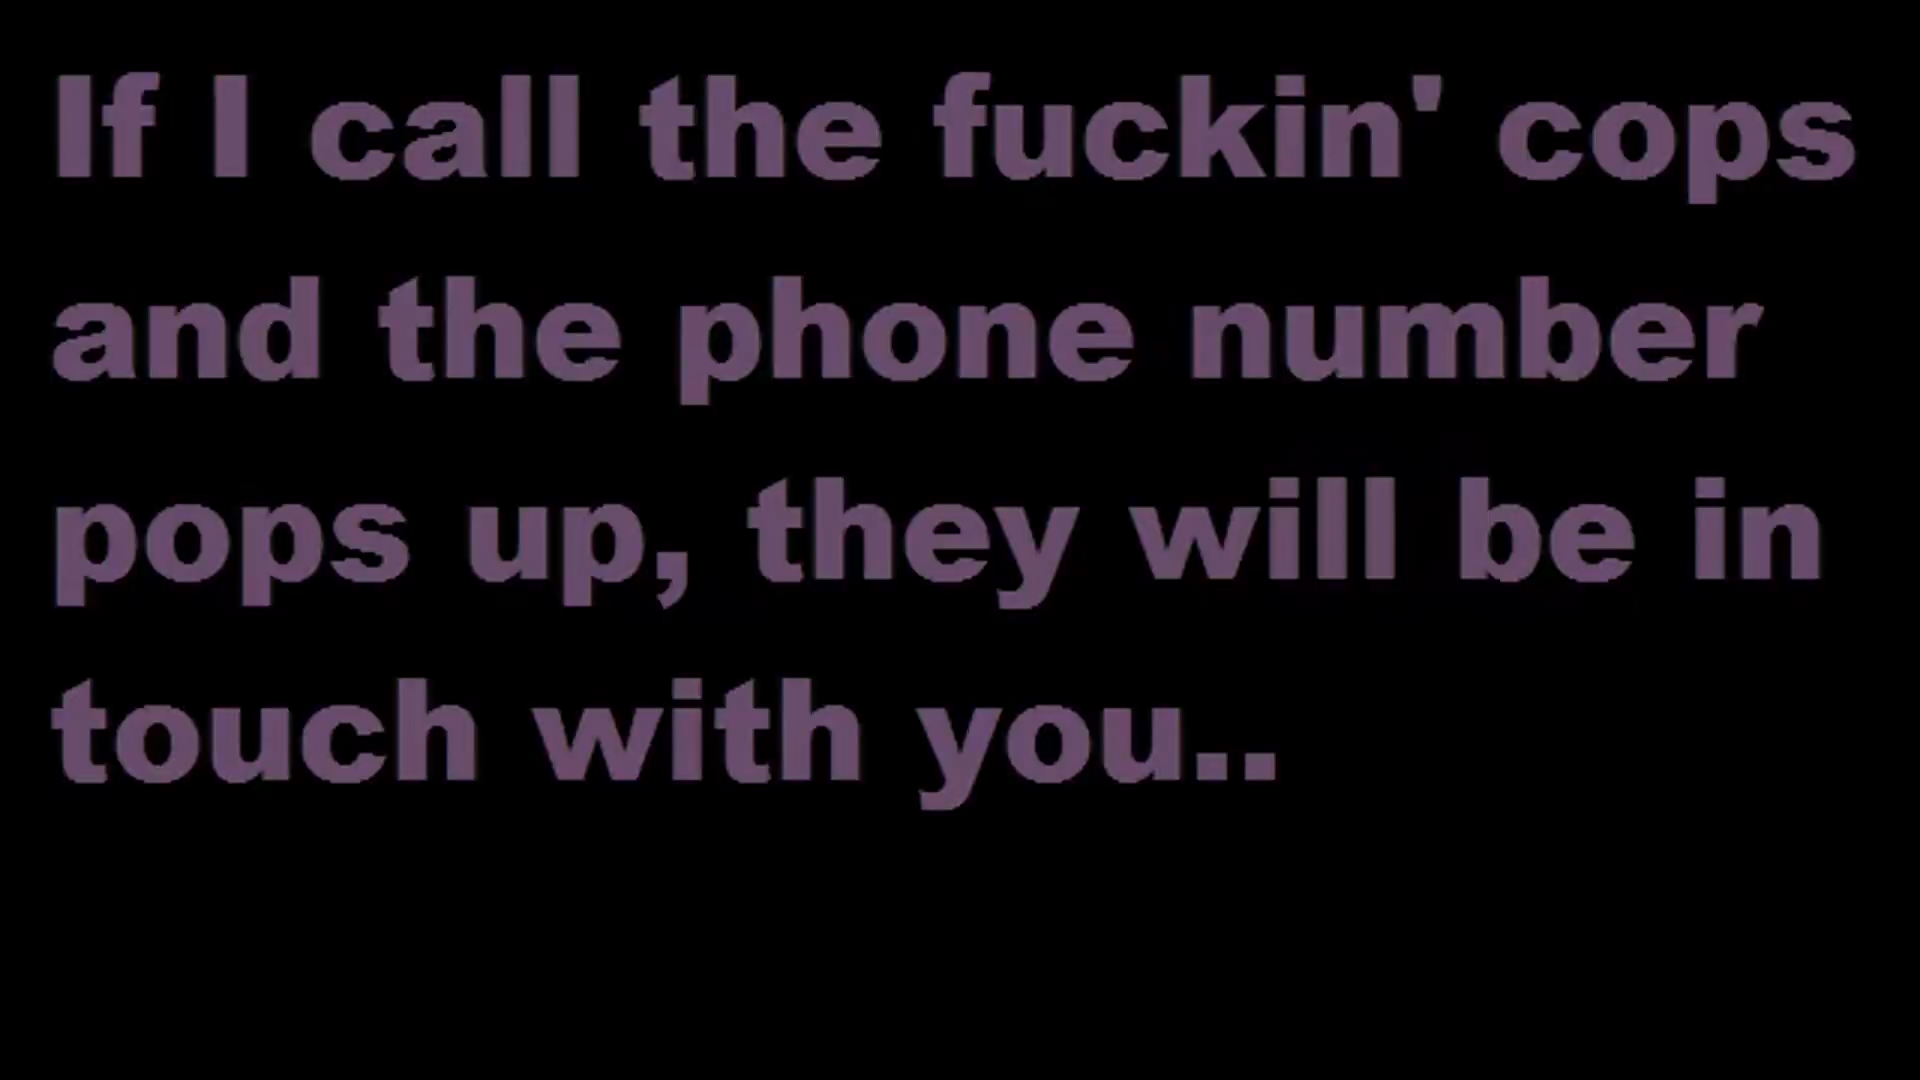 If I call the fuckin' cops
and the phone number
pops up, they will be in
touch with you..